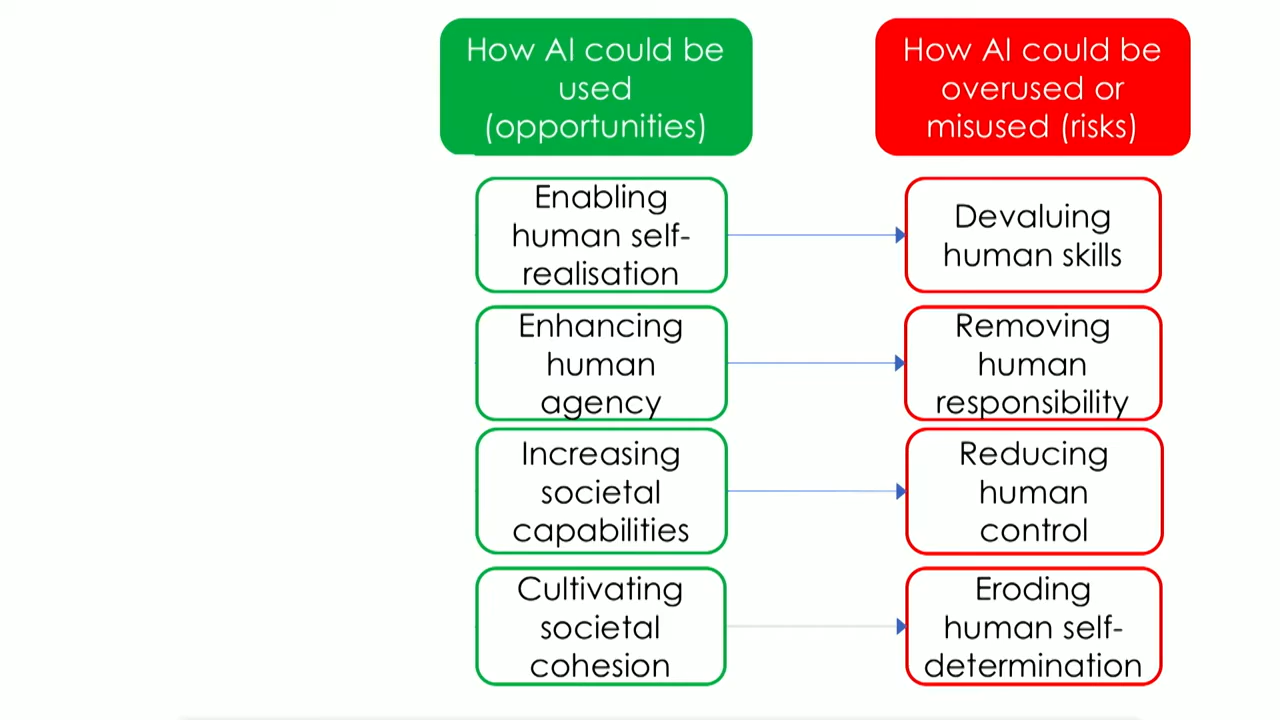 How AI could be
used
(opportunities)
How AI could be
overused or
misused (risks)
Enabling
human self-
realisation
Devaluing
human skills
Enhancing
human
agency
Removing
human
responsibility
Increasing
societal
capabilities
Reducing
human
control
Cultivating
societal
cohesion
Eroding
human self-
determination